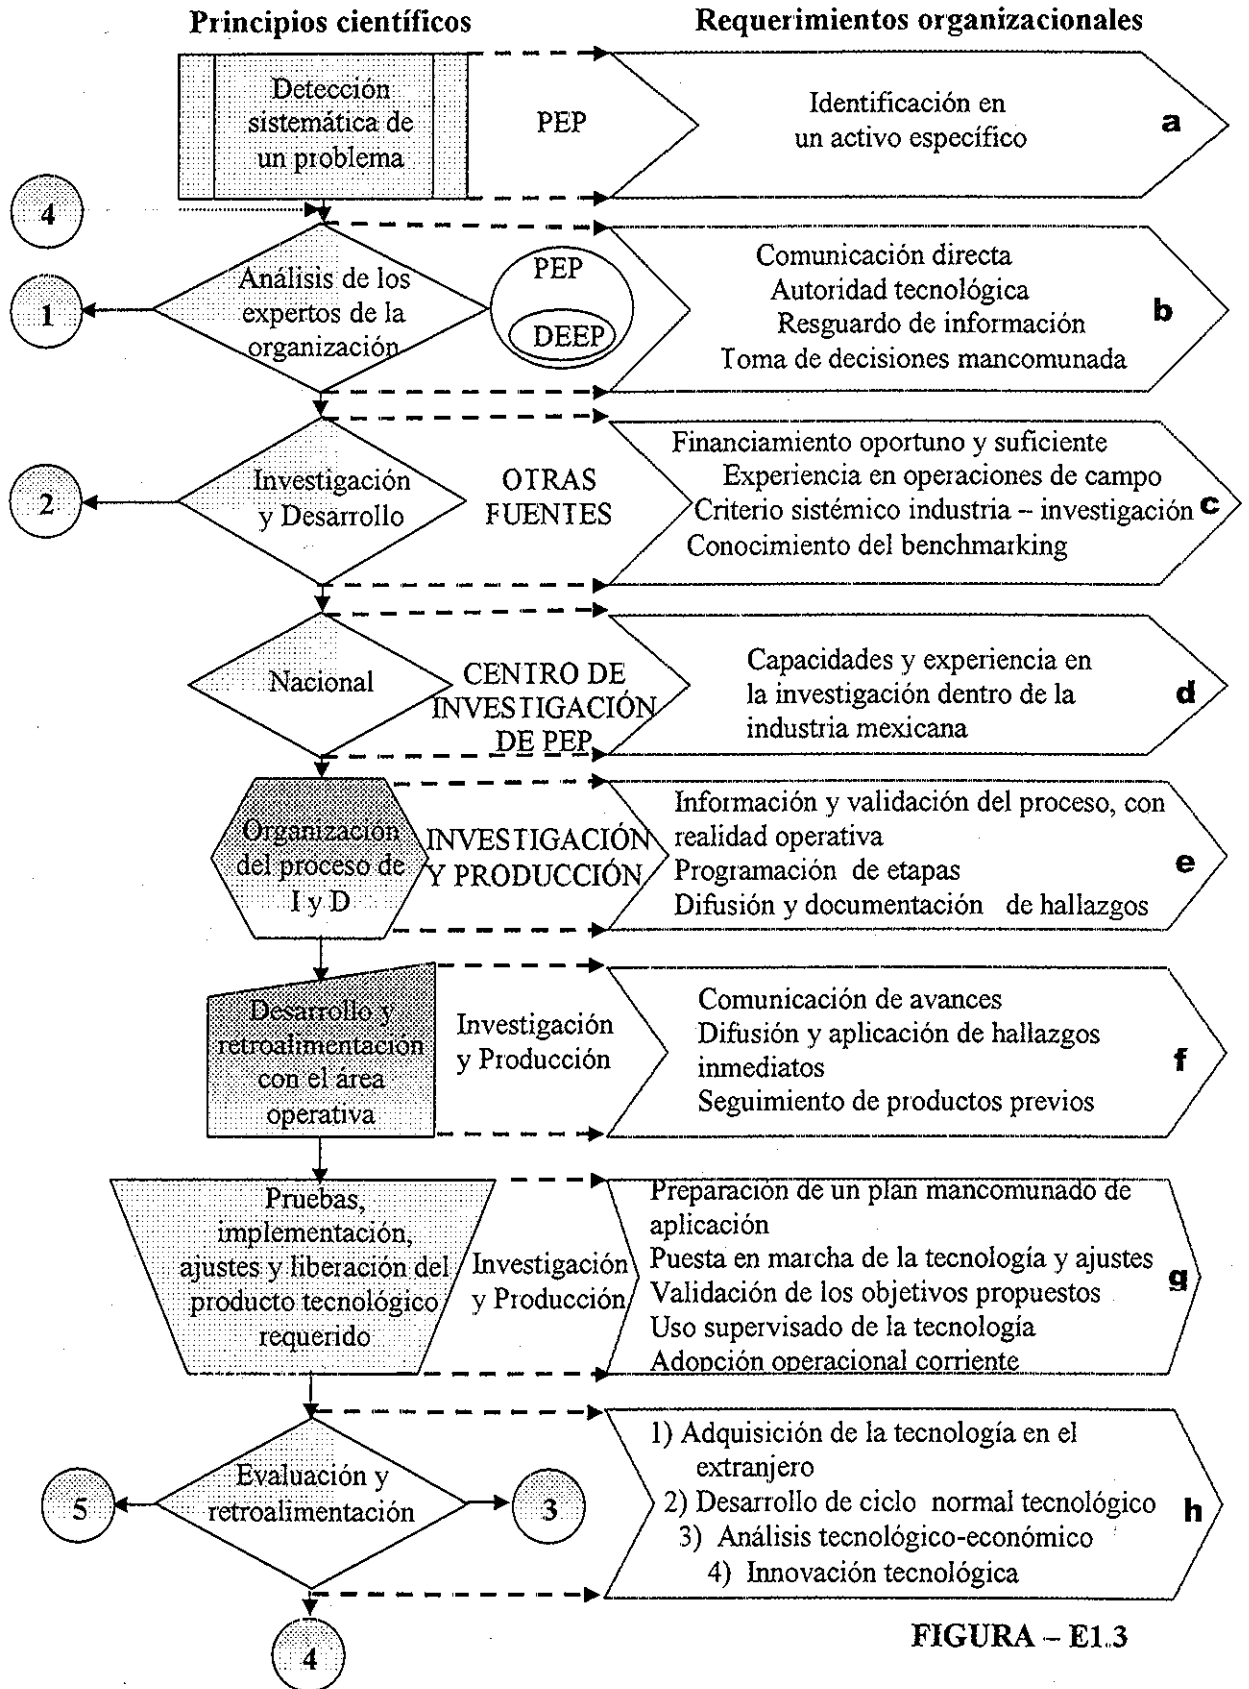 Principios científicos
Requerimientos organizacionales
Detección
sistemática de
un problema
PEP
Identificación en
un activo específico
a
4
1
Análisis de los
expertos de la
organización
PEP
DEEP
Comunicación directa
Autoridad tecnológica
Resguardo de información
Toma de decisiones mancomunada
b
2
Investigación
y Desarrollo
OTRAS
FUENTES
Financiamiento oportuno y suficiente
Experiencia en operaciones de campo
Criterio sistémico industria – investigación
Conocimiento del benchmarking
c
Nacional
CENTRO DE
INVESTIGACIÓN
DE PEP
Capacidades y experiencia en
la investigación dentro de la
industria mexicana
d
Organización
del proceso de
I y D
INVESTIGACIÓN
Y PRODUCCIÓN
Información y validación del proceso, con
realidad operativa
Programación de etapas
Difusión y documentación de hallazgos
e
Desarrollo y
retroalimentación
con el área
operativa
Investigación
y Producción
Comunicación de avances
Difusión y aplicación de hallazgos
inmediatos
Seguimiento de productos previos
f
Pruebas,
implementación,
ajustes y liberación del
producto tecnológico
requerido
Investigación
y Producción
Preparación de un plan mancomunado de
aplicación
Puesta en marcha de la tecnología y ajustes
Validación de los objetivos propuestos
Uso supervisado de la tecnología
Adopción operacional corriente
g
5
Evaluación y
retroalimentación
3
1) Adquisición de la tecnología en el
extranjero
2) Desarrollo de ciclo normal tecnológico
3) Análisis tecnológico-económico
4) Innovación tecnológica
h
4
FIGURA – E1.3